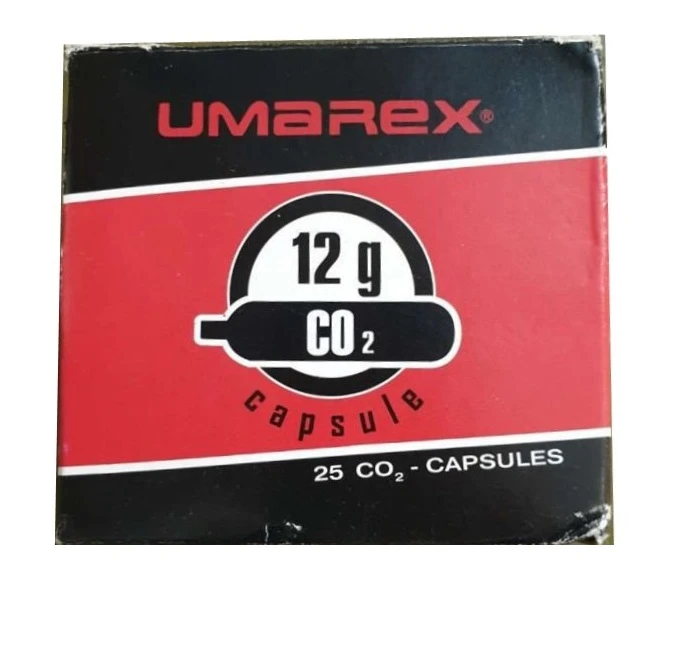 UMAREX®
12 g
CO₂
capsule
25 CO₂ - CAPSULES